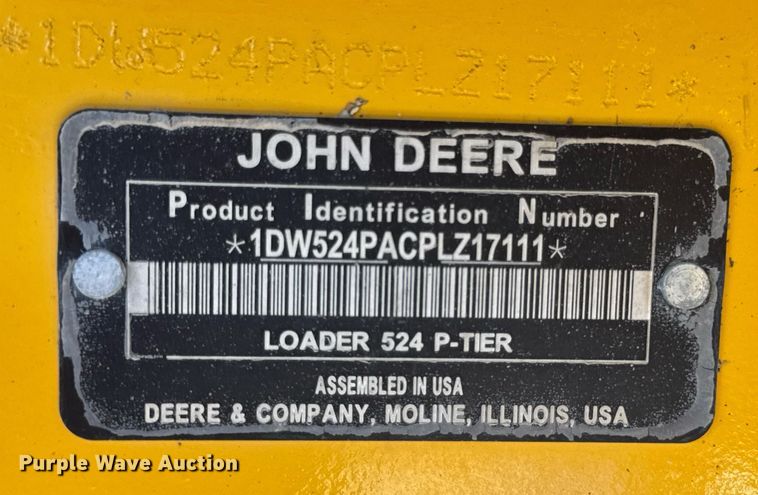 *1DW524PACPLZ17111*
JOHN DEERE
Product Identification Number
*1DW524PACPLZ17111*
LOADER 524 P-TIER
ASSEMBLED IN USA
DEERE & COMPANY, MOLINE, ILLINOIS, USA
Purple Wave Auction